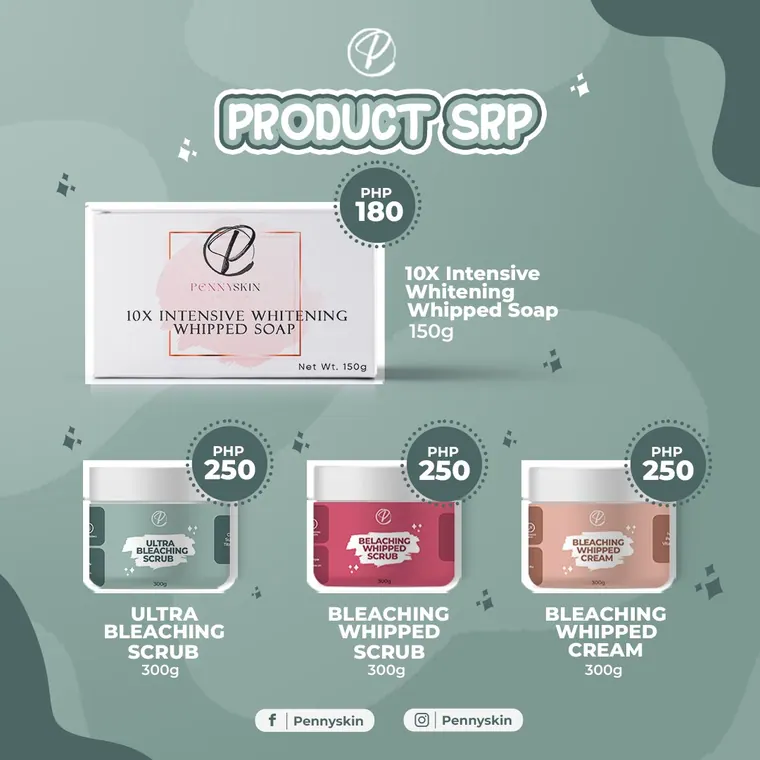 PRODUCT SRP
PHP
180
PENNYSKIN
10X INTENSIVE WHITENING
WHIPPED SOAP
Net Wt. 150g
10X Intensive
Whitening
Whipped Soap
150g
PHP
250
PHP
250
PHP
250
ULTRA
BLEACHING
SCRUB
300g
BELACHING
WHIPPED
SCRUB
300g
BLEACHING
WHIPPED
CREAM
300g
ULTRA
BLEACHING
SCRUB
300g
BLEACHING
WHIPPED
SCRUB
300g
BLEACHING
WHIPPED
CREAM
300g
Pennyskin
Pennyskin